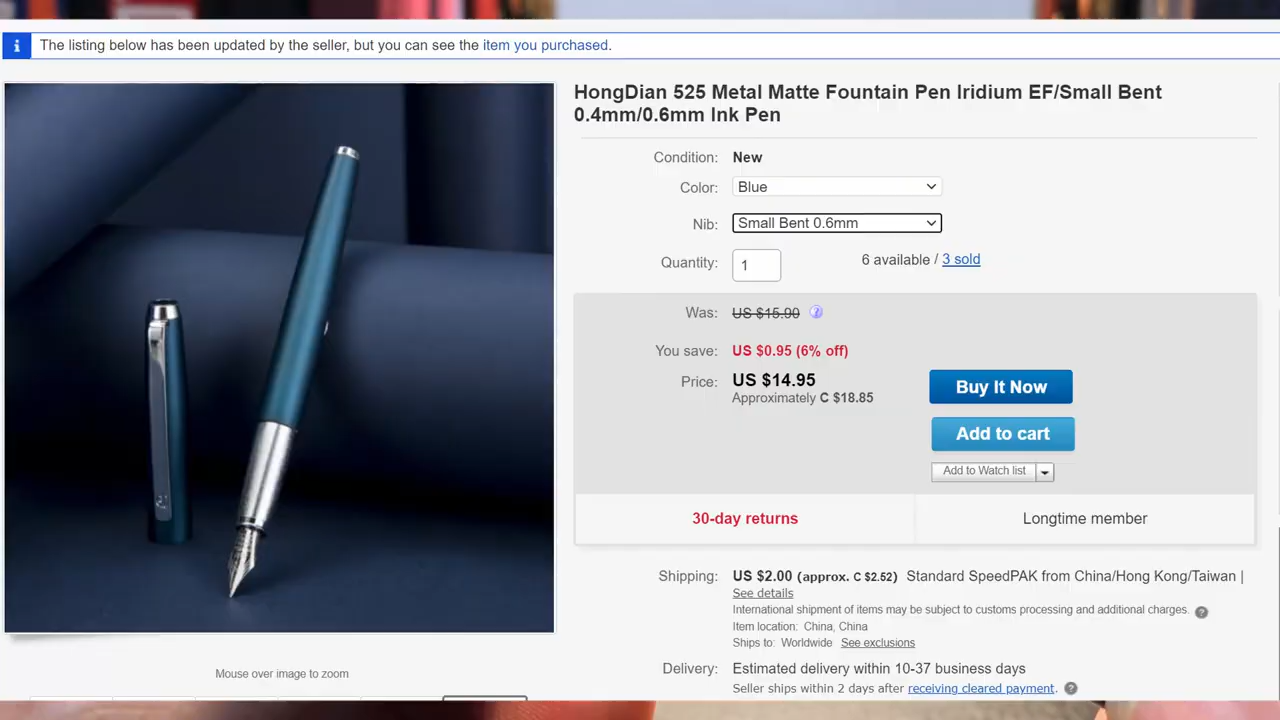 The listing below has been updated by the seller, but you can see the item you purchased.
HongDian 525 Metal Matte Fountain Pen Iridium EF/Small Bent
0.4mm/0.6mm Ink Pen
Condition: New
Color: Blue
Nib: Small Bent 0.6mm
Quantity: 1 6 available / 3 sold
Was: US $15.90
You save: US $0.95 (6% off)
Price: US $14.95
Approximately C $18.85
Buy It Now
Add to cart
Add to Watch list
30-day returns
Longtime member
Shipping: US $2.00 (approx. C $2.52) Standard SpeedPAK from China/Hong Kong/Taiwan |
See details
International shipment of items may be subject to customs processing and additional charges.
Item location: China, China
Ships to: Worldwide See exclusions
Delivery: Estimated delivery within 10-37 business days
Seller ships within 2 days after receiving cleared payment.
Mouse over image to zoom